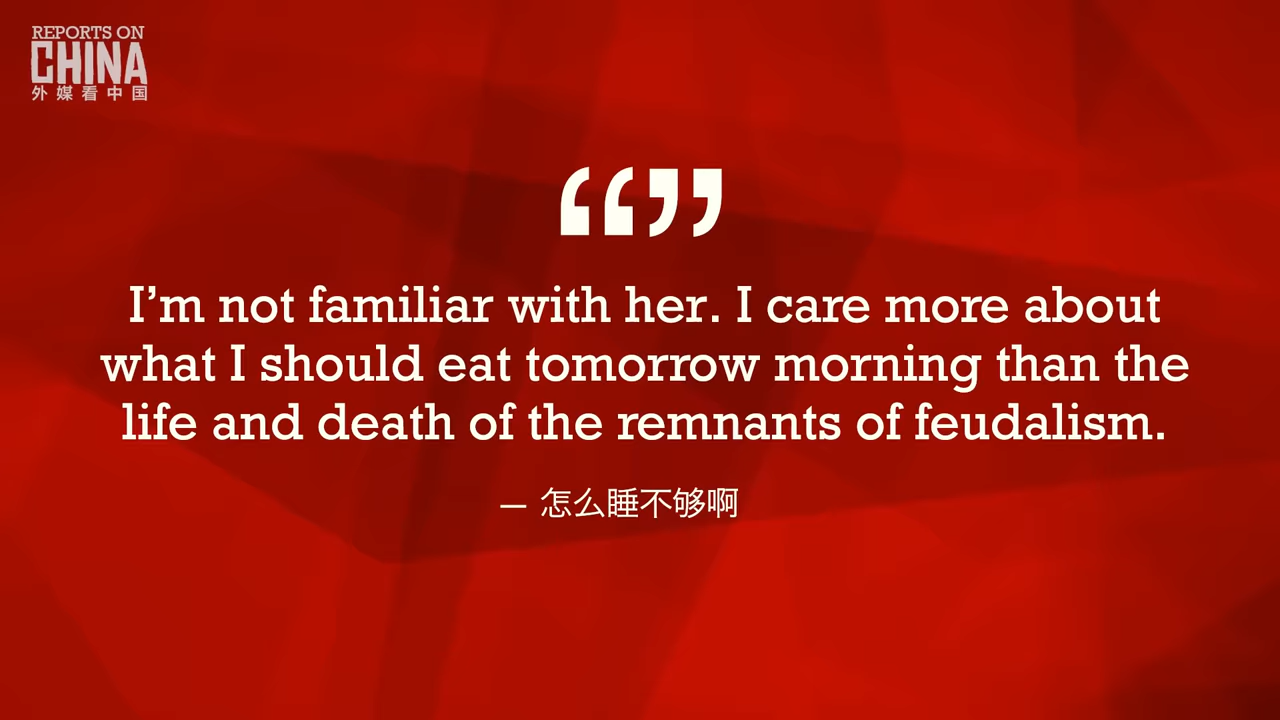 REPORTS ON
CHINA
外媒看中国
“”
I’m not familiar with her. I care more about
what I should eat tomorrow morning than the
life and death of the remnants of feudalism.
— 怎么睡不够啊